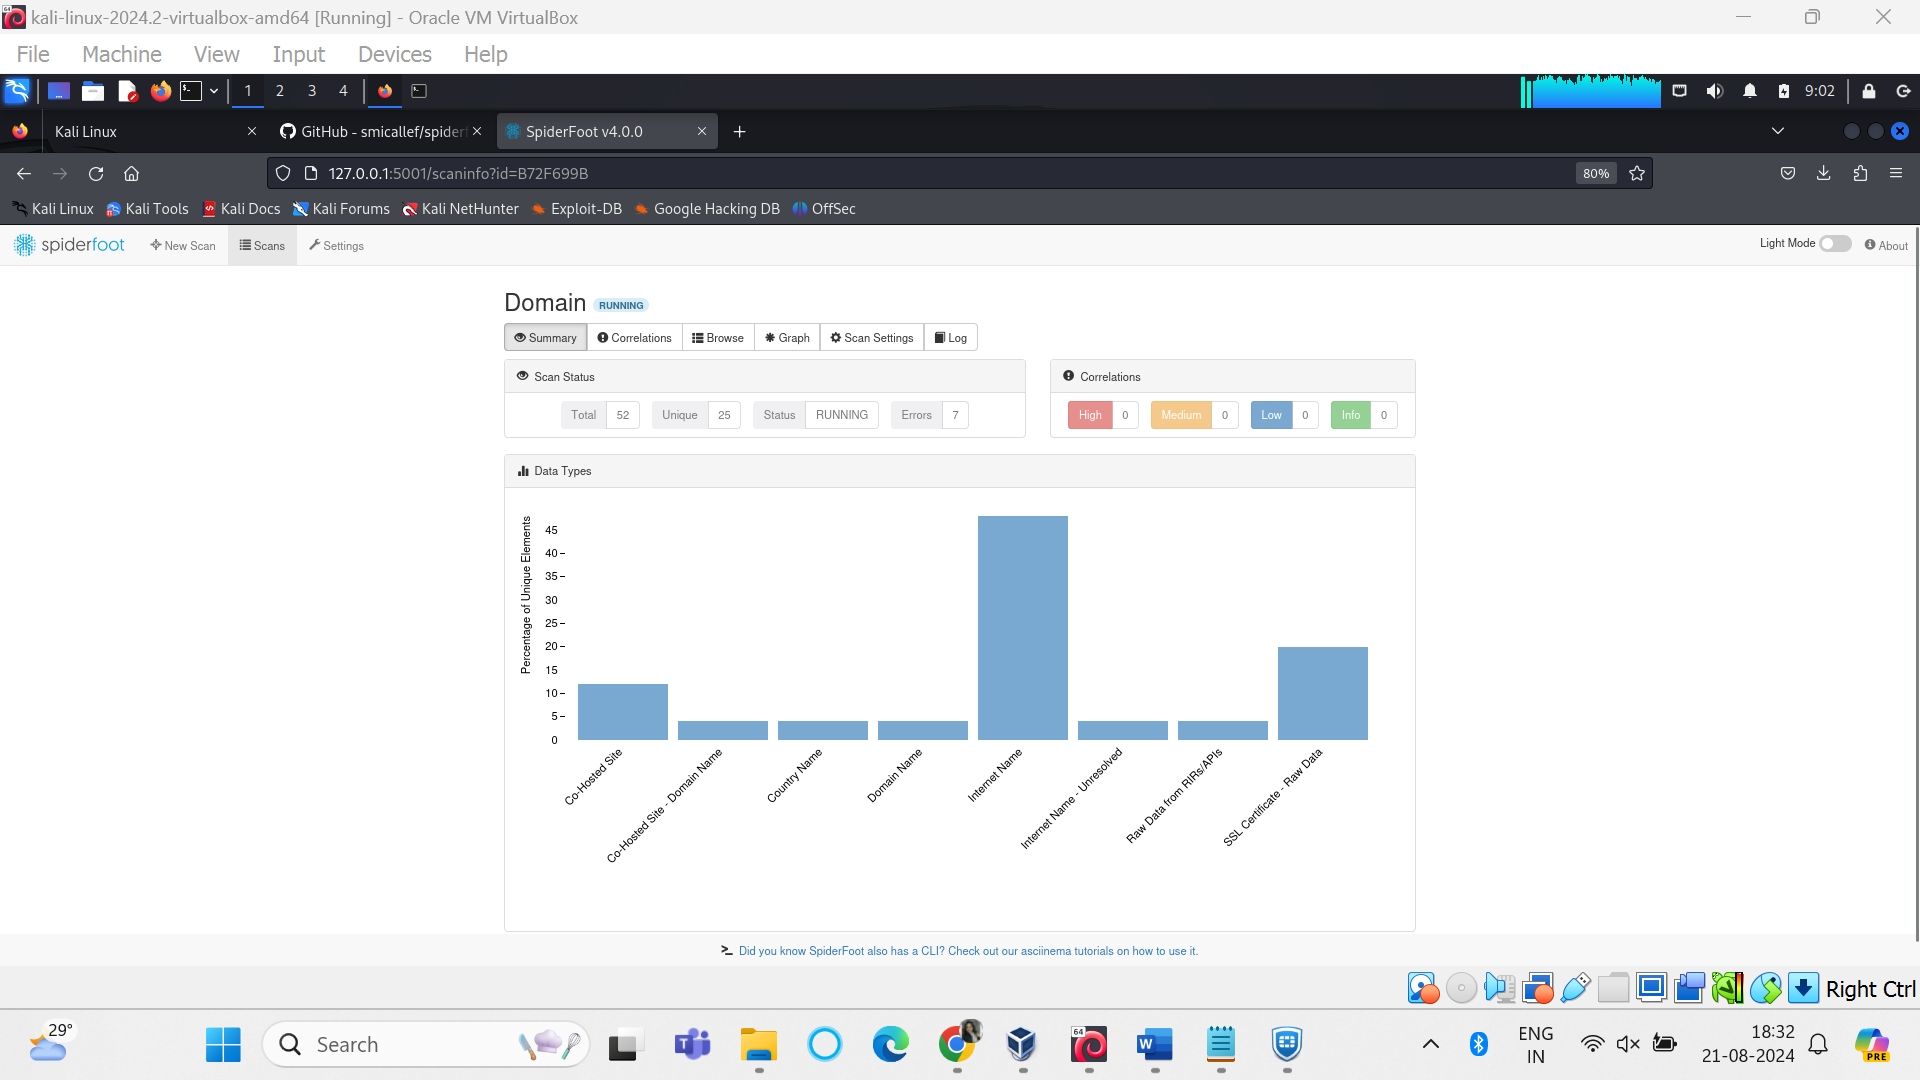 kali-linux-2024.2-virtualbox-amd64 [Running] - Oracle VM VirtualBox
File Machine View Input Devices Help
1 2 3 4 9:02
Kali Linux GitHub - smicallef/spiderf SpiderFoot v4.0.0
127.0.0.1:5001/scaninfo?id=B72F699B 80%
Kali Linux Kali Tools Kali Docs Kali Forums Kali NetHunter Exploit-DB Google Hacking DB OffSec
spiderfoot New Scan Scans Settings Light Mode About
Domain RUNNING
Summary Correlations Browse Graph Scan Settings Log
Scan Status
Total 52 Unique 25 Status RUNNING Errors 7
Correlations
High 0 Medium 0 Low 0 Info 0
Data Types
Percentage of Unique Elements
45
40
35
30
25
20
15
10
5
0
Co-Hosted Site
Co-Hosted Site - Domain Name
Country Name
Domain Name
Internet Name
Internet Name - Unresolved
Raw Data from RIRs/APIs
SSL Certificate - Raw Data
Did you know SpiderFoot also has a CLI? Check out our asciinema tutorials on how to use it.
Right Ctrl
29° Search 64 W ENG 18:32
IN 21-08-2024 PRE